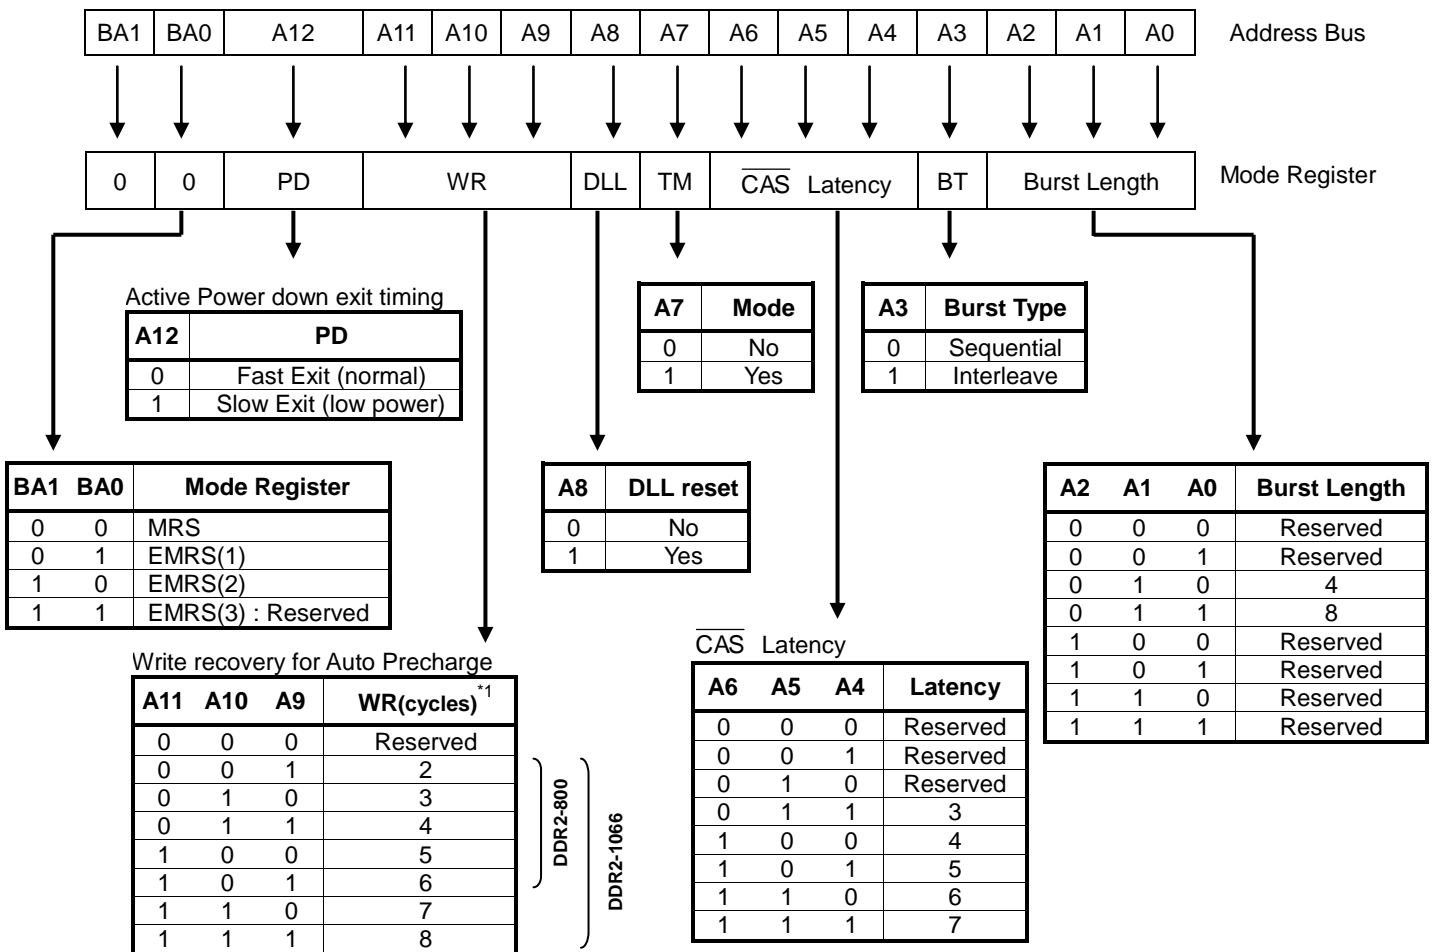 BA1 BA0 A12 A11 A10 A9 A8 A7 A6 A5 A4 A3 A2 A1 A0 Address Bus
0 0 PD WR DLL TM CAS Latency BT Burst Length Mode Register
Active Power down exit timing
A12 PD
0 Fast Exit (normal)
1 Slow Exit (low power)
A7 Mode
0 No
1 Yes
A3 Burst Type
0 Sequential
1 Interleave
BA1 BA0 Mode Register
0 0 MRS
0 1 EMRS(1)
1 0 EMRS(2)
1 1 EMRS(3) : Reserved
A8 DLL reset
0 No
1 Yes
A2 A1 A0 Burst Length
0 0 0 Reserved
0 0 1 Reserved
0 1 0 4
0 1 1 8
1 0 0 Reserved
1 0 1 Reserved
1 1 0 Reserved
1 1 1 Reserved
Write recovery for Auto Precharge
A11 A10 A9 WR(cycles)*1
0 0 0 Reserved
0 0 1 2
0 1 0 3
0 1 1 4
1 0 0 5
1 0 1 6
1 1 0 7
1 1 1 8
DDR2-800
DDR2-1066
CAS Latency
A6 A5 A4 Latency
0 0 0 Reserved
0 0 1 Reserved
0 1 0 Reserved
0 1 1 3
1 0 0 4
1 0 1 5
1 1 0 6
1 1 1 7